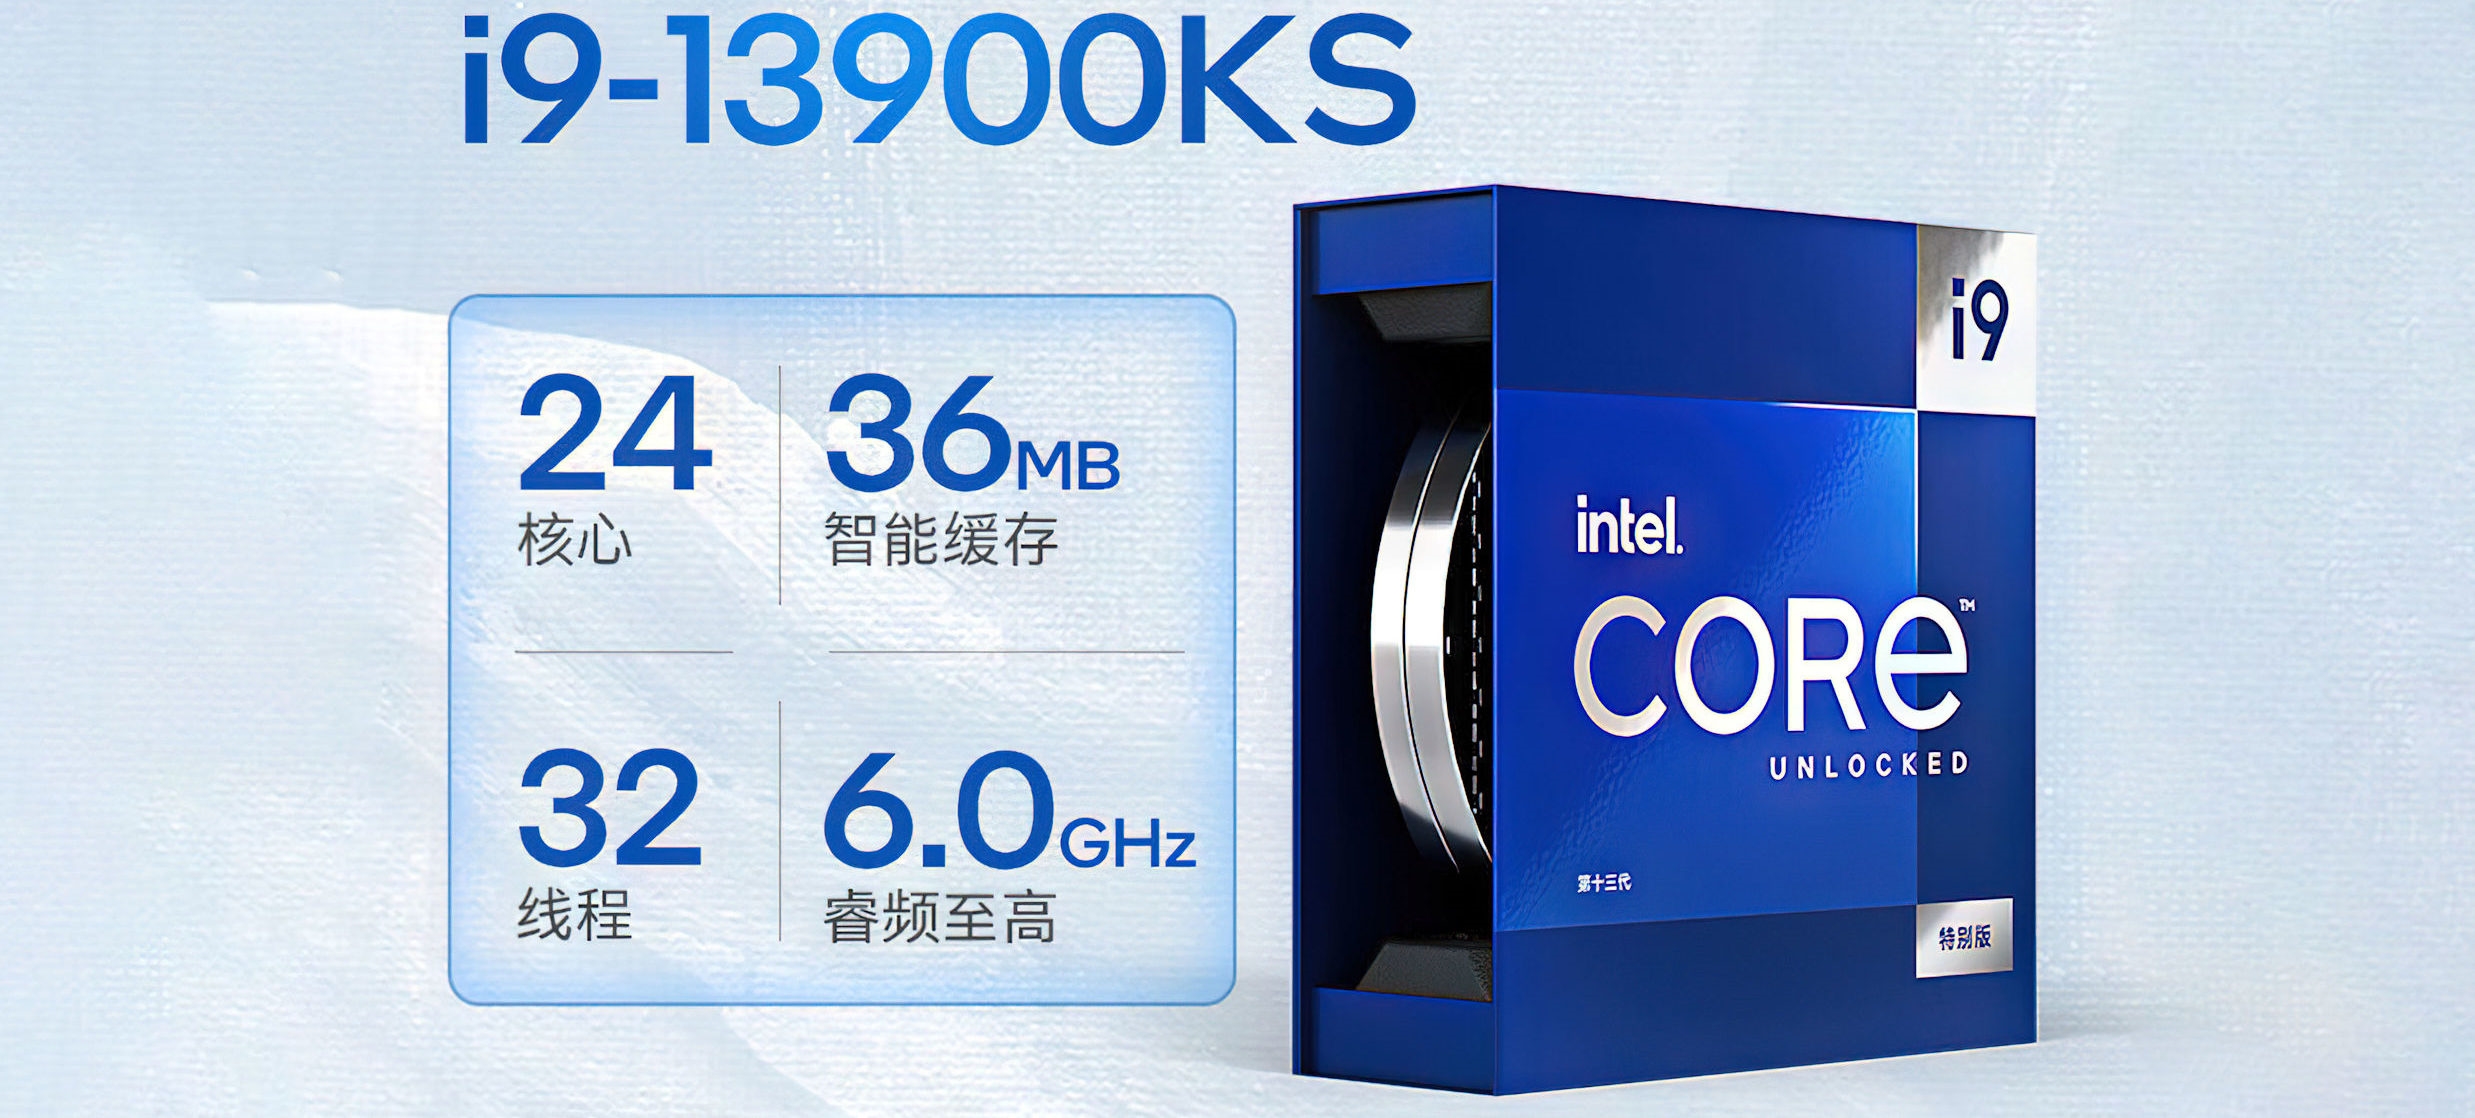 i9-13900KS
24
核心
36MB
智能缓存
32
线程
6.0GHz
睿频至高
i9
intel.
CORE™
UNLOCKED
第十三代
特别版